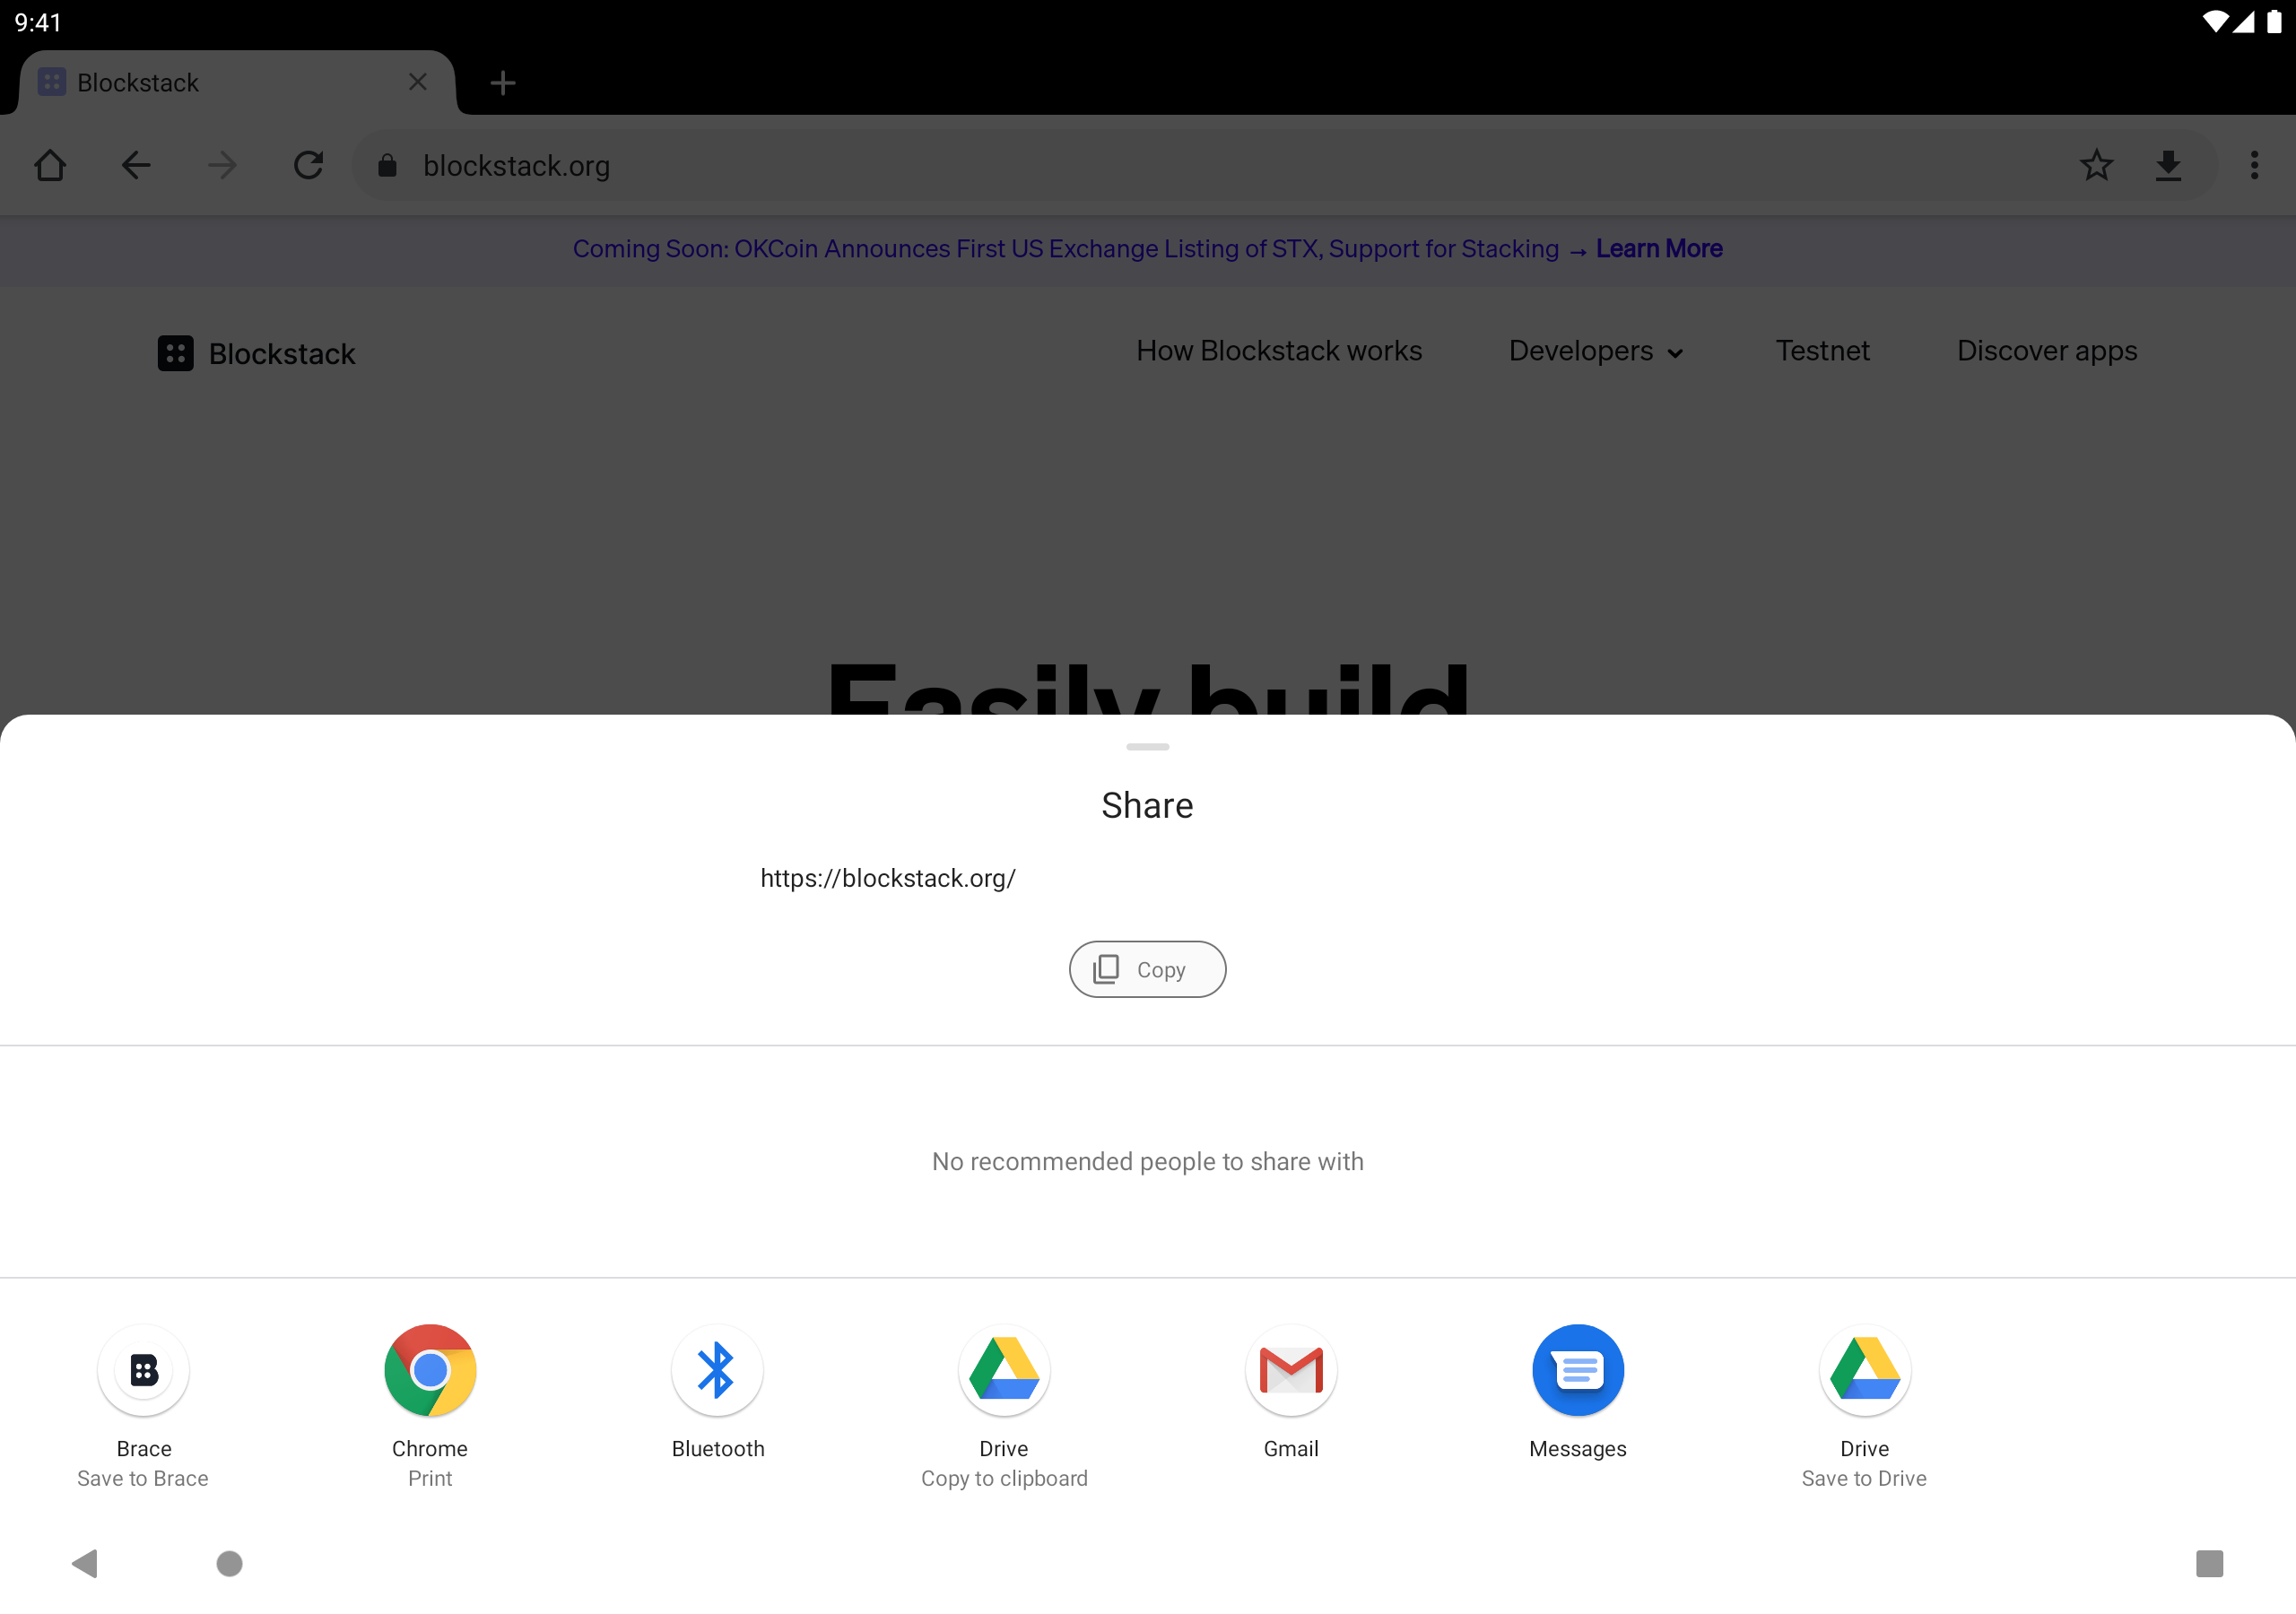 9:41
Blockstack
blockstack.org
Coming Soon: OKCoin Announces First US Exchange Listing of STX, Support for Stacking → Learn More
Blockstack
How Blockstack works
Developers
Testnet
Discover apps
Easily build
Share
https://blockstack.org/
Copy
No recommended people to share with
Brace
Save to Brace
Chrome
Print
Bluetooth
Drive
Copy to clipboard
Gmail
Messages
Drive
Save to Drive